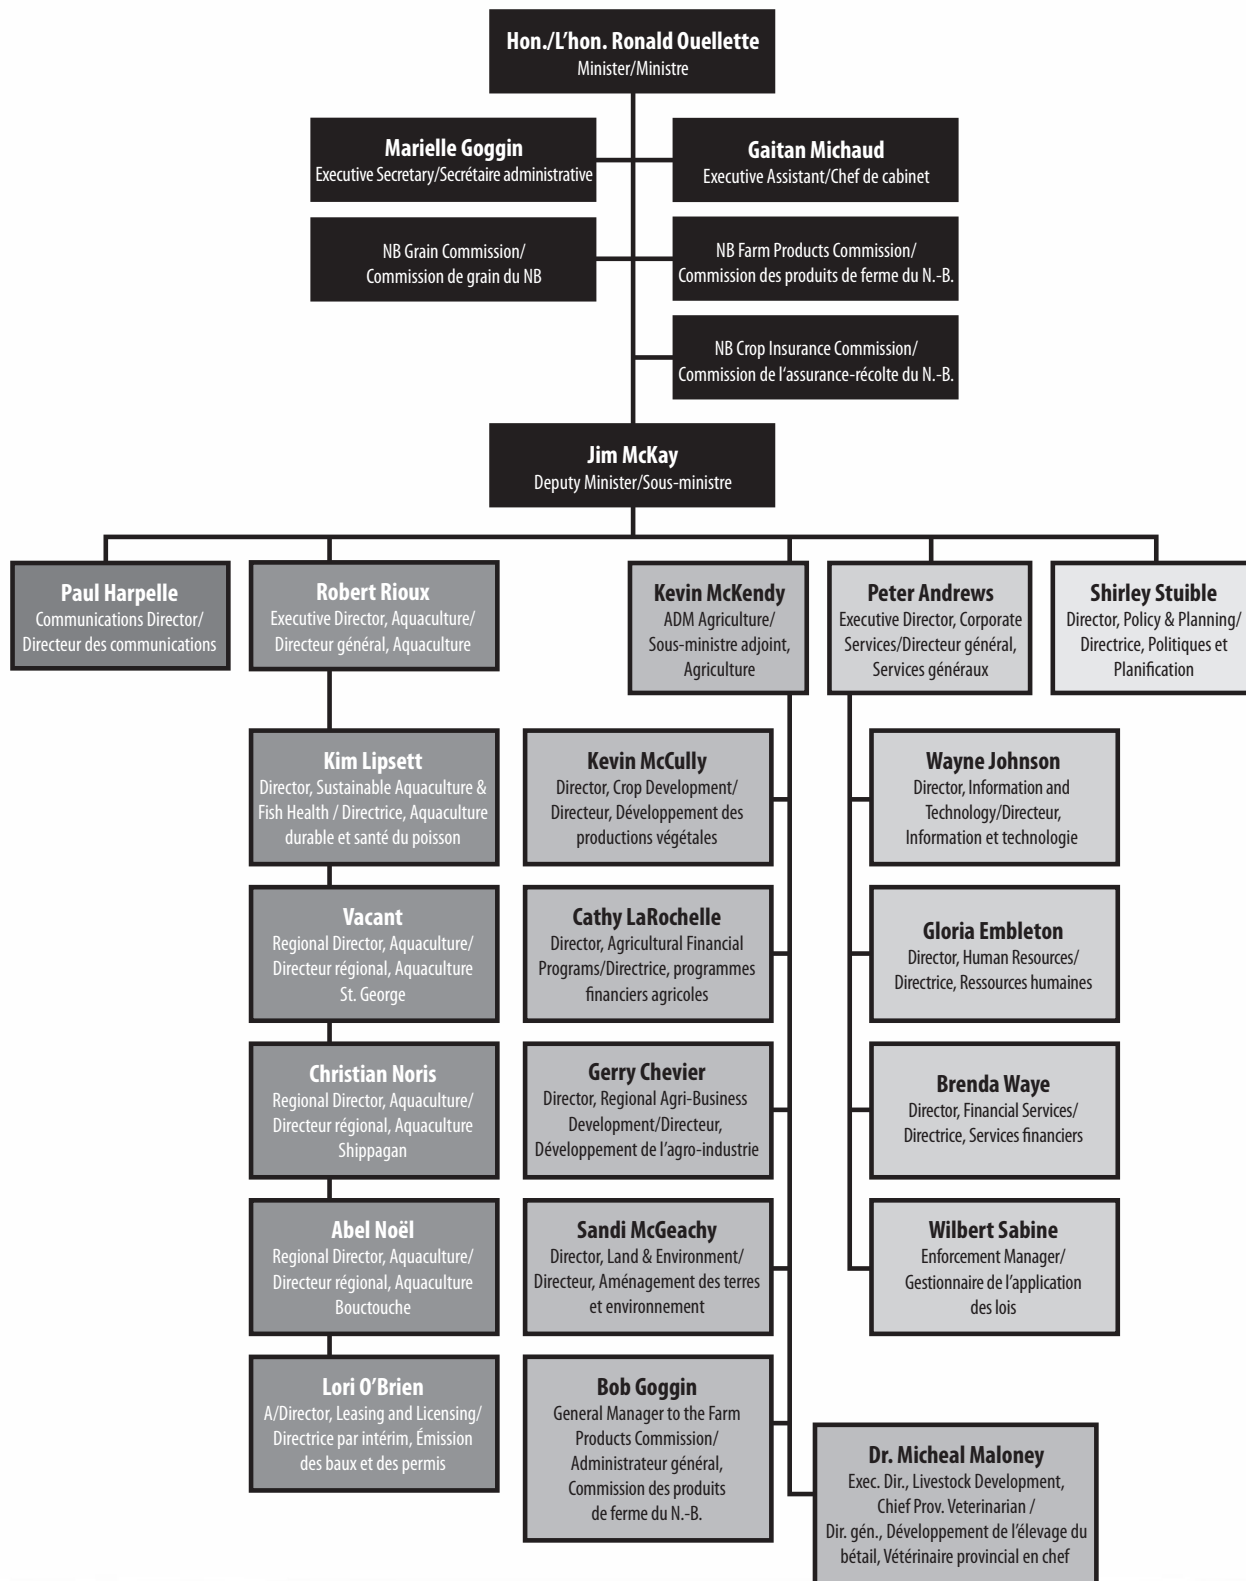 Hon./L'hon. Ronald Ouellette
Minister/Ministre
Marielle Goggin
Executive Secretary/Secrétaire administrative
Gaitan Michaud
Executive Assistant/Chef de cabinet
NB Grain Commission/
Commission de grain du NB
NB Farm Products Commission/
Commission des produits de ferme du N.-B.
NB Crop Insurance Commission/
Commission de l'assurance-récolte du N.-B.
Jim McKay
Deputy Minister/Sous-ministre
Paul Harpelle
Communications Director/
Directeur des communications
Robert Rioux
Executive Director, Aquaculture/
Directeur général, Aquaculture
Kevin McKendy
ADM Agriculture/
Sous-ministre adjoint,
Agriculture
Peter Andrews
Executive Director, Corporate
Services/Directeur général,
Services généraux
Shirley Stuible
Director, Policy & Planning/
Directrice, Politiques et
Planification
Kim Lipsett
Director, Sustainable Aquaculture &
Fish Health / Directrice, Aquaculture
durable et santé du poisson
Vacant
Regional Director, Aquaculture/
Directeur régional, Aquaculture
St. George
Christian Noris
Regional Director, Aquaculture/
Directeur régional, Aquaculture
Shippagan
Abel Noël
Regional Director, Aquaculture/
Directeur régional, Aquaculture
Bouctouche
Lori O'Brien
A/Director, Leasing and Licensing/
Directrice par intérim, Émission
des baux et des permis
Kevin McCully
Director, Crop Development/
Directeur, Développement des
productions végétales
Cathy LaRochelle
Director, Agricultural Financial
Programs/Directrice, programmes
financiers agricoles
Gerry Chevier
Director, Regional Agri-Business
Development/Directeur,
Développement de l'agro-industrie
Sandi McGeachy
Director, Land & Environment/
Directeur, Aménagement des terres
et environnement
Bob Goggin
General Manager to the Farm
Products Commission/
Administrateur général,
Commission des produits
de ferme du N.-B.
Dr. Micheal Maloney
Exec. Dir., Livestock Development,
Chief Prov. Veterinarian /
Dir. gén., Développement de l'élevage du
bétail, Vétérinaire provincial en chef
Wayne Johnson
Director, Information and
Technology/Directeur,
Information et technologie
Gloria Embleton
Director, Human Resources/
Directrice, Ressources humaines
Brenda Waye
Director, Financial Services/
Directrice, Services financiers
Wilbert Sabine
Enforcement Manager/
Gestionnaire de l'application
des lois